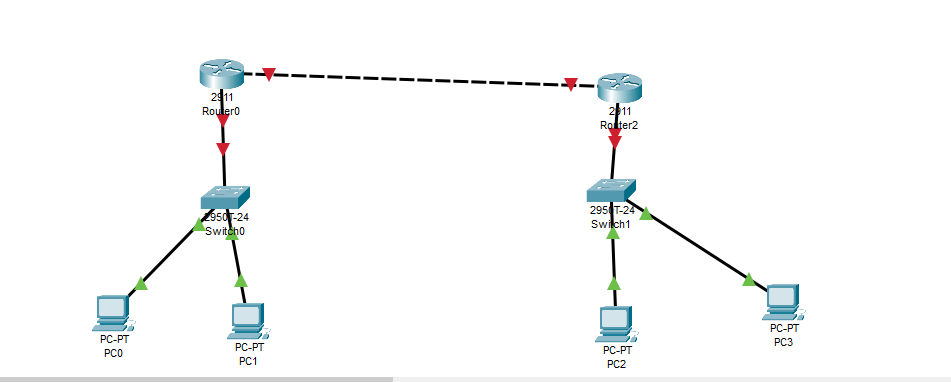 2911
Router0
2911
Router2
2950T-24
Switch0
2950T-24
Switch1
PC-PT
PC0
PC-PT
PC1
PC-PT
PC2
PC-PT
PC3